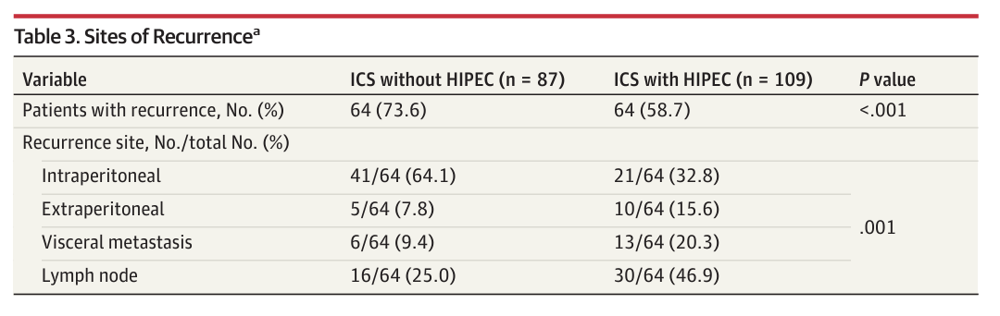 Table 3. Sites of Recurrenceᵃ
Variable ICS without HIPEC (n = 87) ICS with HIPEC (n = 109) P value
Patients with recurrence, No. (%) 64 (73.6) 64 (58.7) <.001
Recurrence site, No./total No. (%)
Intraperitoneal 41/64 (64.1) 21/64 (32.8)
Extraperitoneal 5/64 (7.8) 10/64 (15.6)
.001
Visceral metastasis 6/64 (9.4) 13/64 (20.3)
Lymph node 16/64 (25.0) 30/64 (46.9)